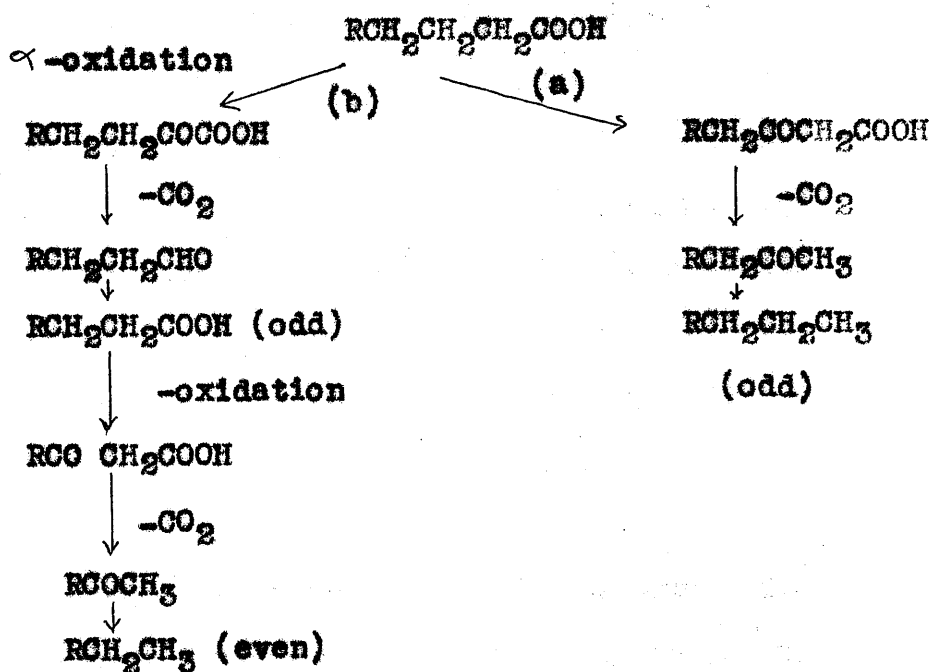 RCH₂CH₂CH₂COOH
α-oxidation
(b)
(a)
RCH₂CH₂COCOOH
-CO₂
RCH₂CH₂CHO
RCH₂CH₂COOH (odd)
-oxidation
RCO CH₂COOH
-CO₂
RCOCH₃
RCH₂CH₃ (even)
RCH₂COCH₂COOH
-CO₂
RCH₂COCH₃
RCH₂CH₂CH₃
(odd)